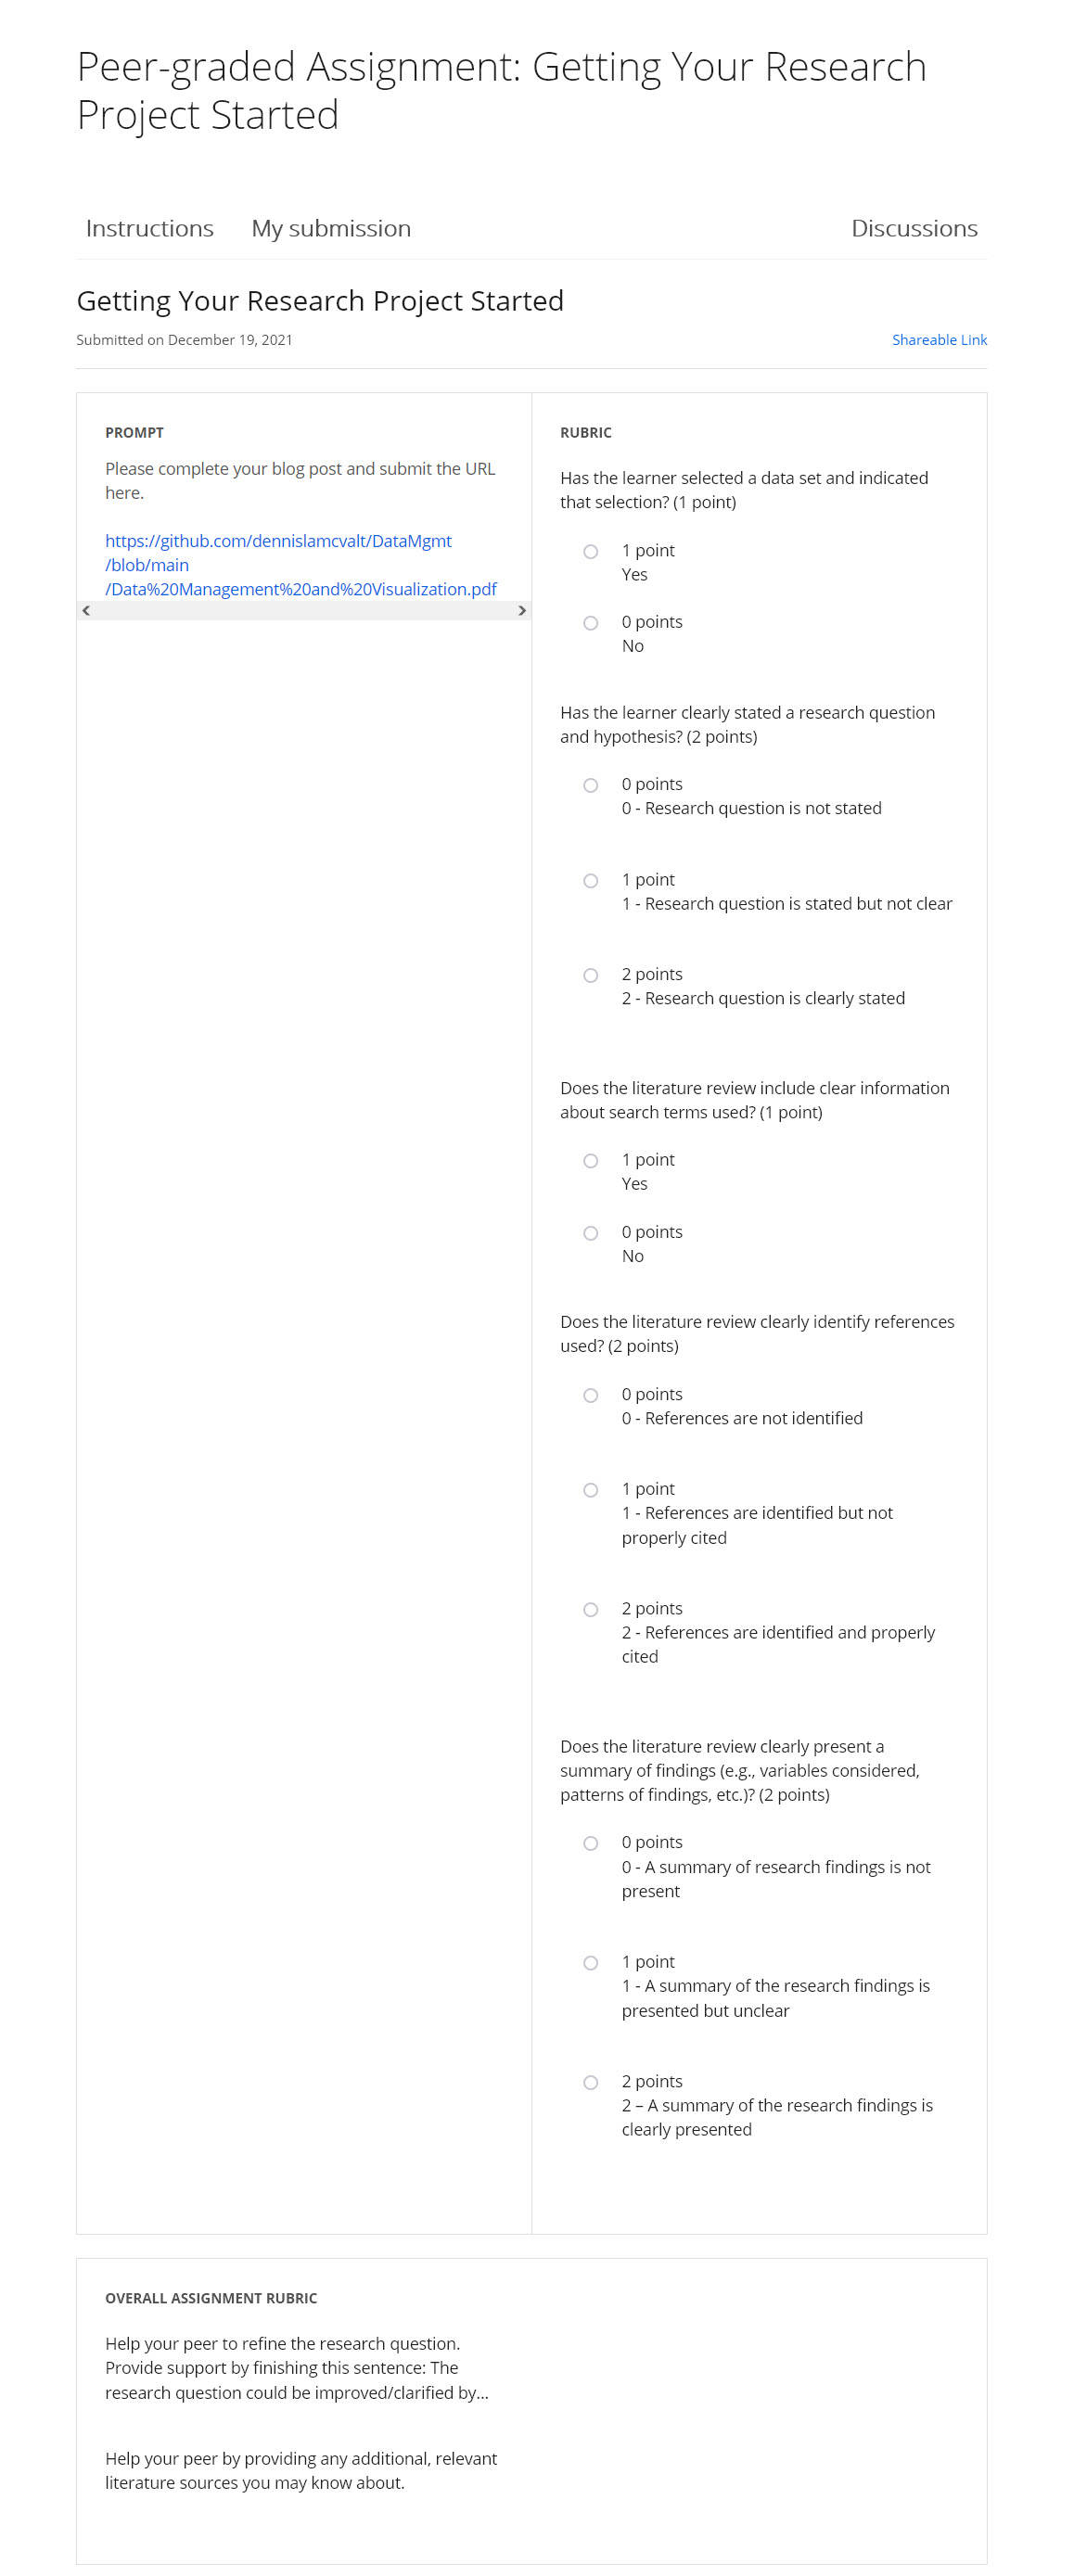 Peer-graded Assignment: Getting Your Research
Project Started
Instructions
My submission
Discussions
Getting Your Research Project Started
Submitted on December 19, 2021
Shareable Link
PROMPT
Please complete your blog post and submit the URL
here.
https://github.com/dennislamcvalt/DataMgmt
/blob/main
/Data%20Management%20and%20Visualization.pdf
RUBRIC
Has the learner selected a data set and indicated
that selection? (1 point)
1 point
Yes
0 points
No
Has the learner clearly stated a research question
and hypothesis? (2 points)
0 points
0 - Research question is not stated
1 point
1 - Research question is stated but not clear
2 points
2 - Research question is clearly stated
Does the literature review include clear information
about search terms used? (1 point)
1 point
Yes
0 points
No
Does the literature review clearly identify references
used? (2 points)
0 points
0 - References are not identified
1 point
1 - References are identified but not
properly cited
2 points
2 - References are identified and properly
cited
Does the literature review clearly present a
summary of findings (e.g., variables considered,
patterns of findings, etc.)? (2 points)
0 points
0 - A summary of research findings is not
present
1 point
1 - A summary of the research findings is
presented but unclear
2 points
2 – A summary of the research findings is
clearly presented
OVERALL ASSIGNMENT RUBRIC
Help your peer to refine the research question.
Provide support by finishing this sentence: The
research question could be improved/clarified by...
Help your peer by providing any additional, relevant
literature sources you may know about.